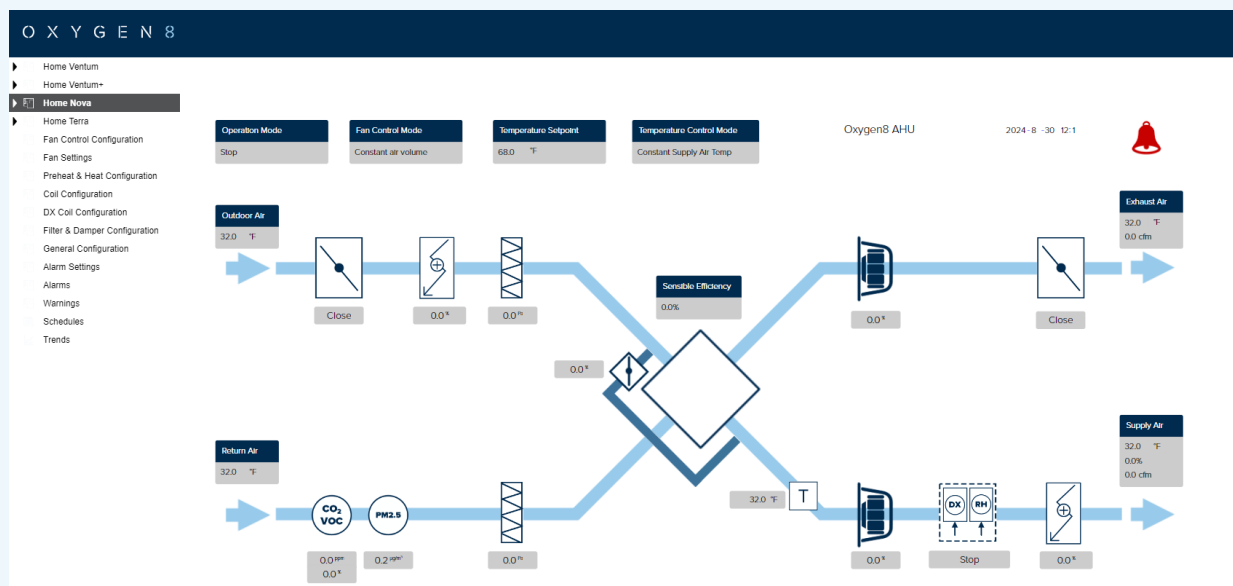 OXYGEN8
Home Ventum
Home Ventum+
Home Nova
Home Terra
Fan Control Configuration
Fan Settings
Preheat & Heat Configuration
Coil Configuration
DX Coil Configuration
Filter & Damper Configuration
General Configuration
Alarm Settings
Alarms
Warnings
Schedules
Trends
Operation Mode
Stop
Fan Control Mode
Constant air volume
Temperature Setpoint
68.0 °F
Temperature Control Mode
Constant Supply Air Temp
Oxygen8 AHU
2024-8 -30 12:1
Outdoor Air
32.0 °F
Close
0.0 %
0.0 Pa
Sensible Efficiency
0.0%
0.0 %
0.0 %
Close
Exhaust Air
32.0 °F
0.0 cfm
Return Air
32.0 °F
CO₂
VOC
PM2.5
0.0 ppm
0.0 %
0.2 µg/m³
0.0 Pa
32.0 °F
T
0.0 %
DX
RH
Stop
0.0 %
Supply Air
32.0 °F
0.0%
0.0 cfm